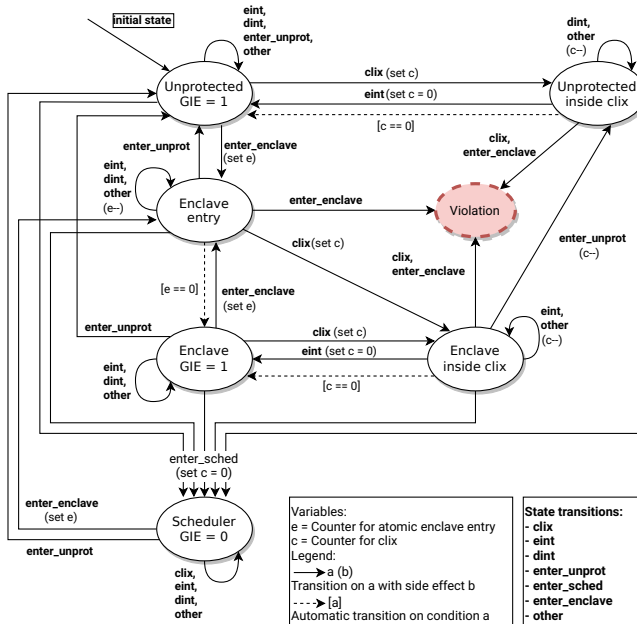 initial state
eint,
dint,
enter_unprot,
other
dint,
other
(c--)
Unprotected
GIE = 1
clix (set c)
eint (set c = 0)
[c == 0]
Unprotected
inside clix
clix,
enter_enclave
enter_unprot
enter_enclave
(set e)
eint,
dint,
other
(e--)
Enclave
entry
enter_enclave
Violation
clix(set c)
clix,
enter_enclave
enter_unprot
(c--)
[e == 0]
enter_enclave
(set e)
enter_unprot
clix (set c)
eint (set c = 0)
[c == 0]
Enclave
GIE = 1
Enclave
inside clix
eint,
other
(c--)
eint,
dint,
other
enter_sched
(set c = 0)
enter_enclave
(set e)
enter_unprot
Scheduler
GIE = 0
clix,
eint,
dint,
other
Variables:
e = Counter for atomic enclave entry
c = Counter for clix
Legend:
a (b)
Transition on a with side effect b
[a]
Automatic transition on condition a
State transitions:
- clix
- eint
- dint
- enter_unprot
- enter_sched
- enter_enclave
- other